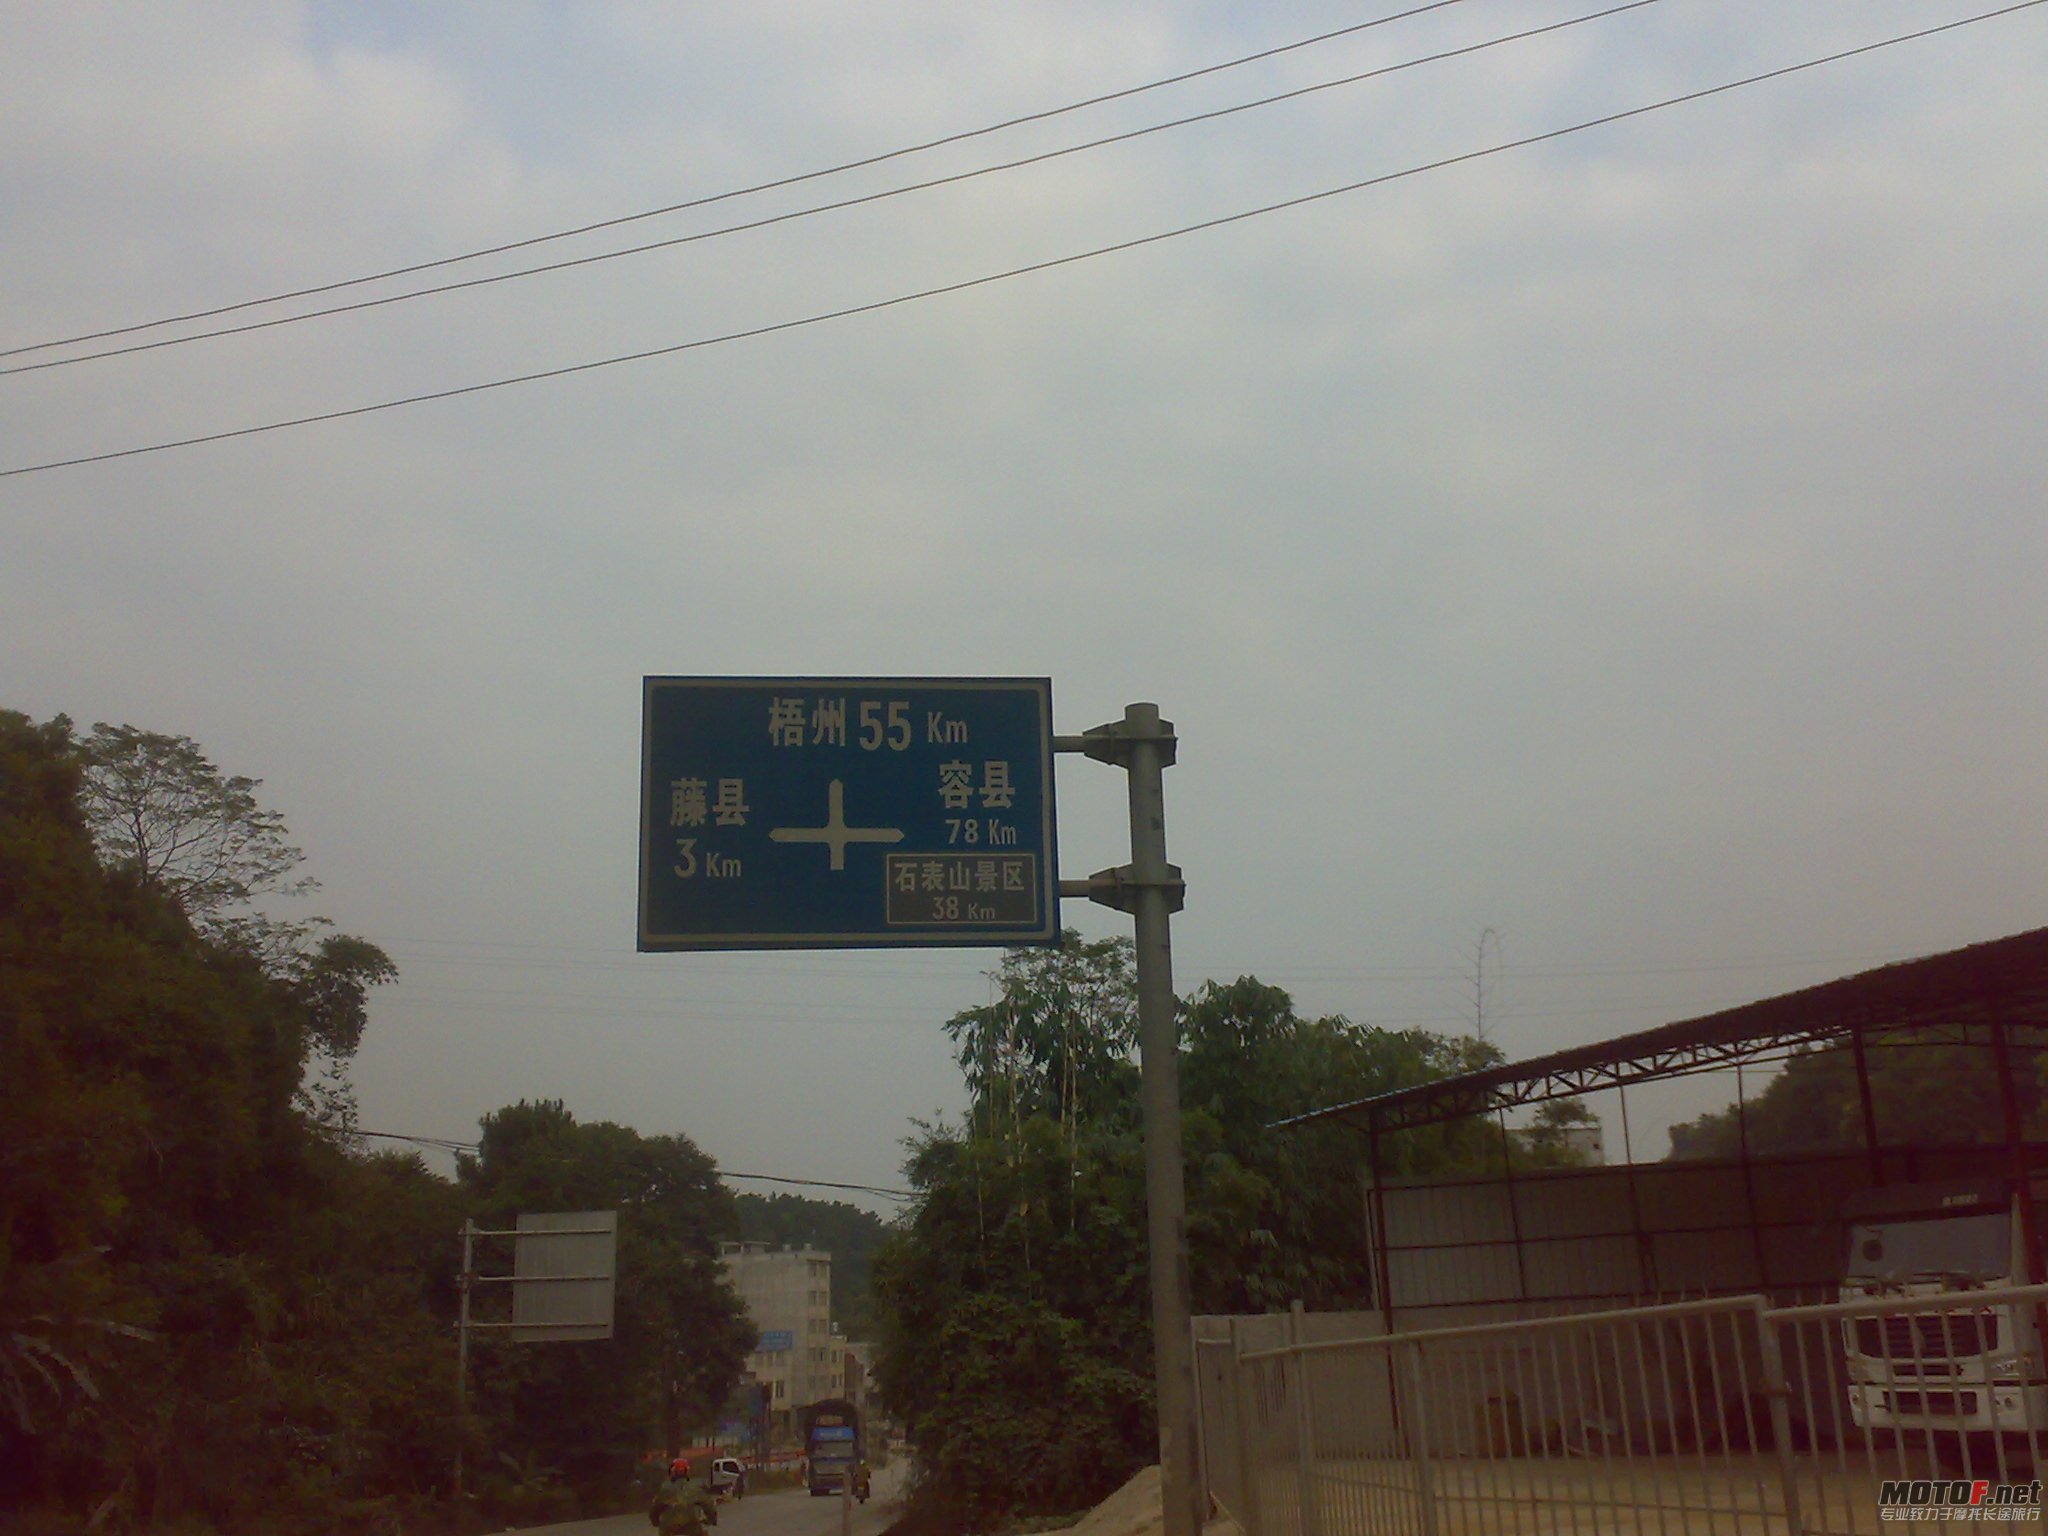 梧州 55 Km
藤县
3 Km
容县
78 Km
石表山景区
38 Km
MOTOF.net
专业致力于摩托长途旅行